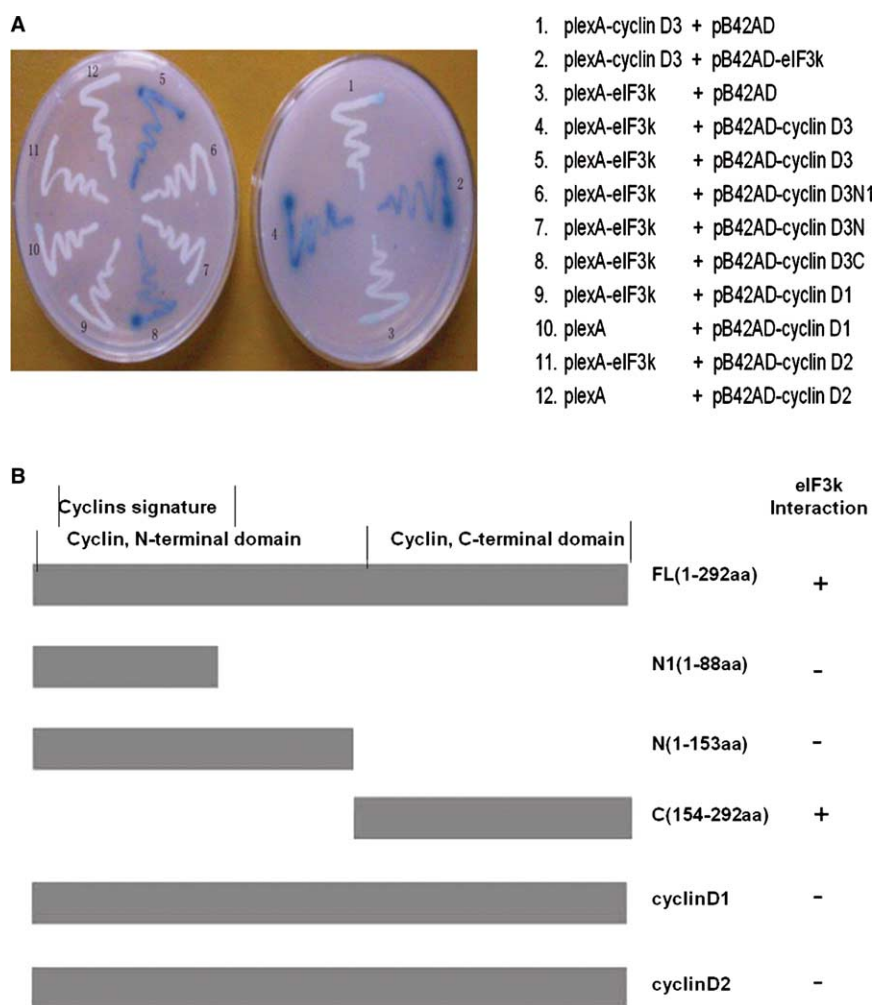 A
12
5
11
6
10
7
9
8
1
2
4
3
1. plexA-cyclin D3 + pB42AD
2. plexA-cyclin D3 + pB42AD-eIF3k
3. plexA-eIF3k + pB42AD
4. plexA-eIF3k + pB42AD-cyclin D3
5. plexA-eIF3k + pB42AD-cyclin D3
6. plexA-eIF3k + pB42AD-cyclin D3N1
7. plexA-eIF3k + pB42AD-cyclin D3N
8. plexA-eIF3k + pB42AD-cyclin D3C
9. plexA-eIF3k + pB42AD-cyclin D1
10. plexA + pB42AD-cyclin D1
11. plexA-eIF3k + pB42AD-cyclin D2
12. plexA + pB42AD-cyclin D2
B
eIF3k
Interaction
Cyclins signature
Cyclin, N-terminal domain
Cyclin, C-terminal domain
FL(1-292aa) +
N1(1-88aa) -
N(1-153aa) -
C(154-292aa) +
cyclinD1 -
cyclinD2 -